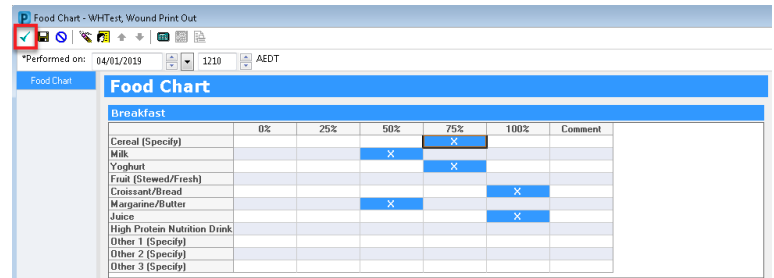 Food Chart - WHTest, Wound Print Out
*Performed on: 04/01/2019 1210 AEDT
Food Chart
Food Chart
Breakfast
0% 25% 50% 75% 100% Comment
Cereal (Specify) X
Milk X
Yoghurt X
Fruit (Stewed/Fresh)
Croissant/Bread X
Margarine/Butter X
Juice X
High Protein Nutrition Drink
Other 1 (Specify)
Other 2 (Specify)
Other 3 (Specify)